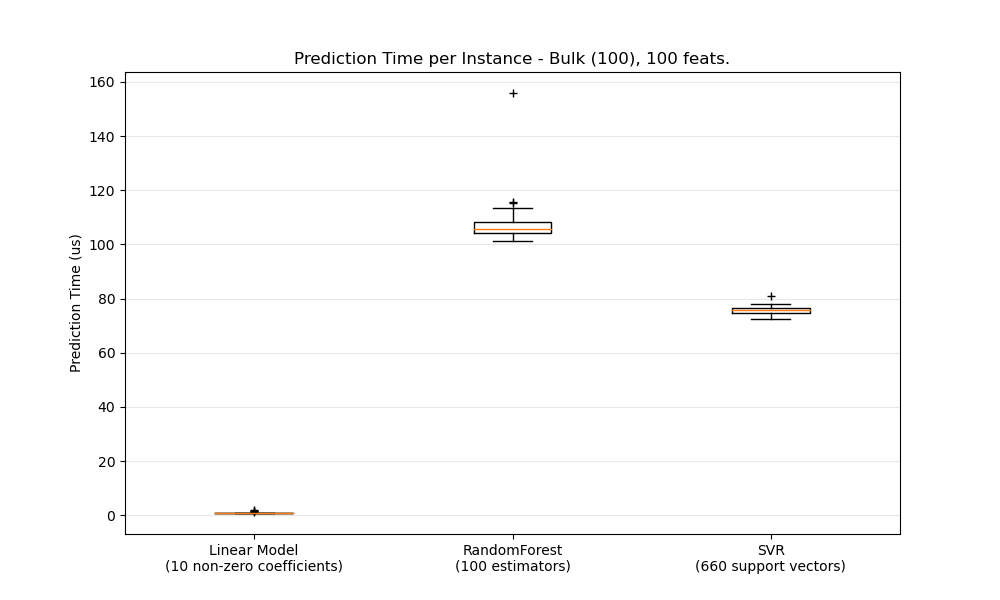 Prediction Time per Instance - Bulk (100), 100 feats.
160
140
120
100
80
60
40
20
0
Prediction Time (us)
Linear Model
(10 non-zero coefficients)
RandomForest
(100 estimators)
SVR
(660 support vectors)